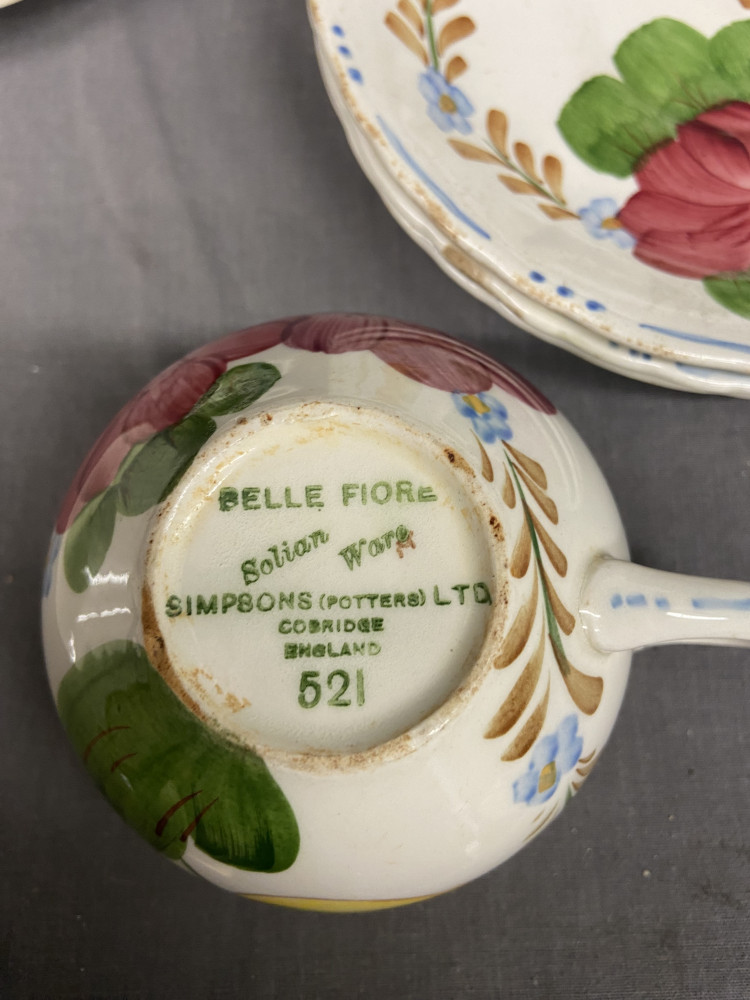 BELLE FIORE
Solian Ware
SIMPSONS (POTTERS) LTD
COBRIDGE
ENGLAND
521